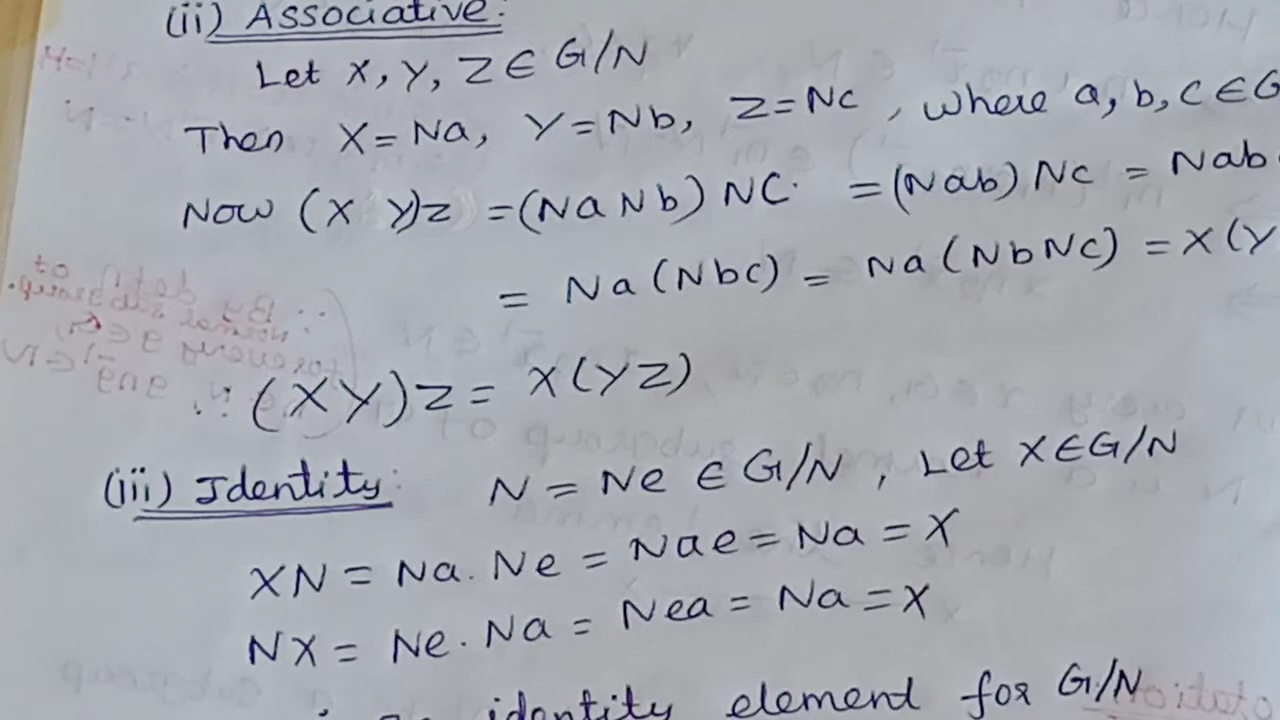 (ii) Associative:
Let X, Y, Z ∈ G/N
Then X = Na, Y = Nb, Z = Nc, where a, b, c ∈ G
Now (X Y)Z = (Na Nb) NC. = (Nab) Nc = Nab
= Na (Nbc) = Na (Nb Nc) = X (Y
∴ (XY)Z = X(YZ)
(iii) Identity: N = Ne ∈ G/N, Let X ∈ G/N
XN = Na. Ne = Nae = Na = X
NX = Ne. Na = Nea = Na = X
identity element for G/N